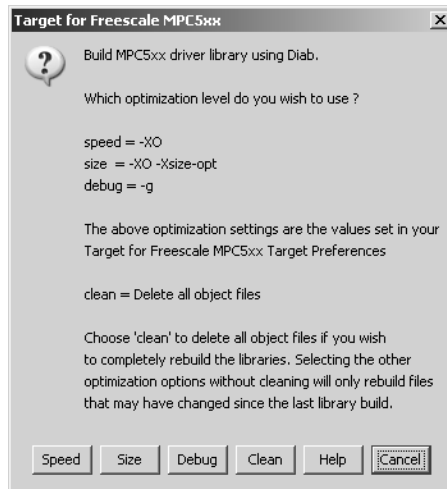 Target for Freescale MPC5xx
Build MPC5xx driver library using Diab.
Which optimization level do you wish to use ?
speed = -XO
size = -XO -Xsize-opt
debug = -g
The above optimization settings are the values set in your
Target for Freescale MPC5xx Target Preferences
clean = Delete all object files
Choose 'clean' to delete all object files if you wish
to completely rebuild the libraries. Selecting the other
optimization options without cleaning will only rebuild files
that may have changed since the last library build.
Speed Size Debug Clean Help Cancel